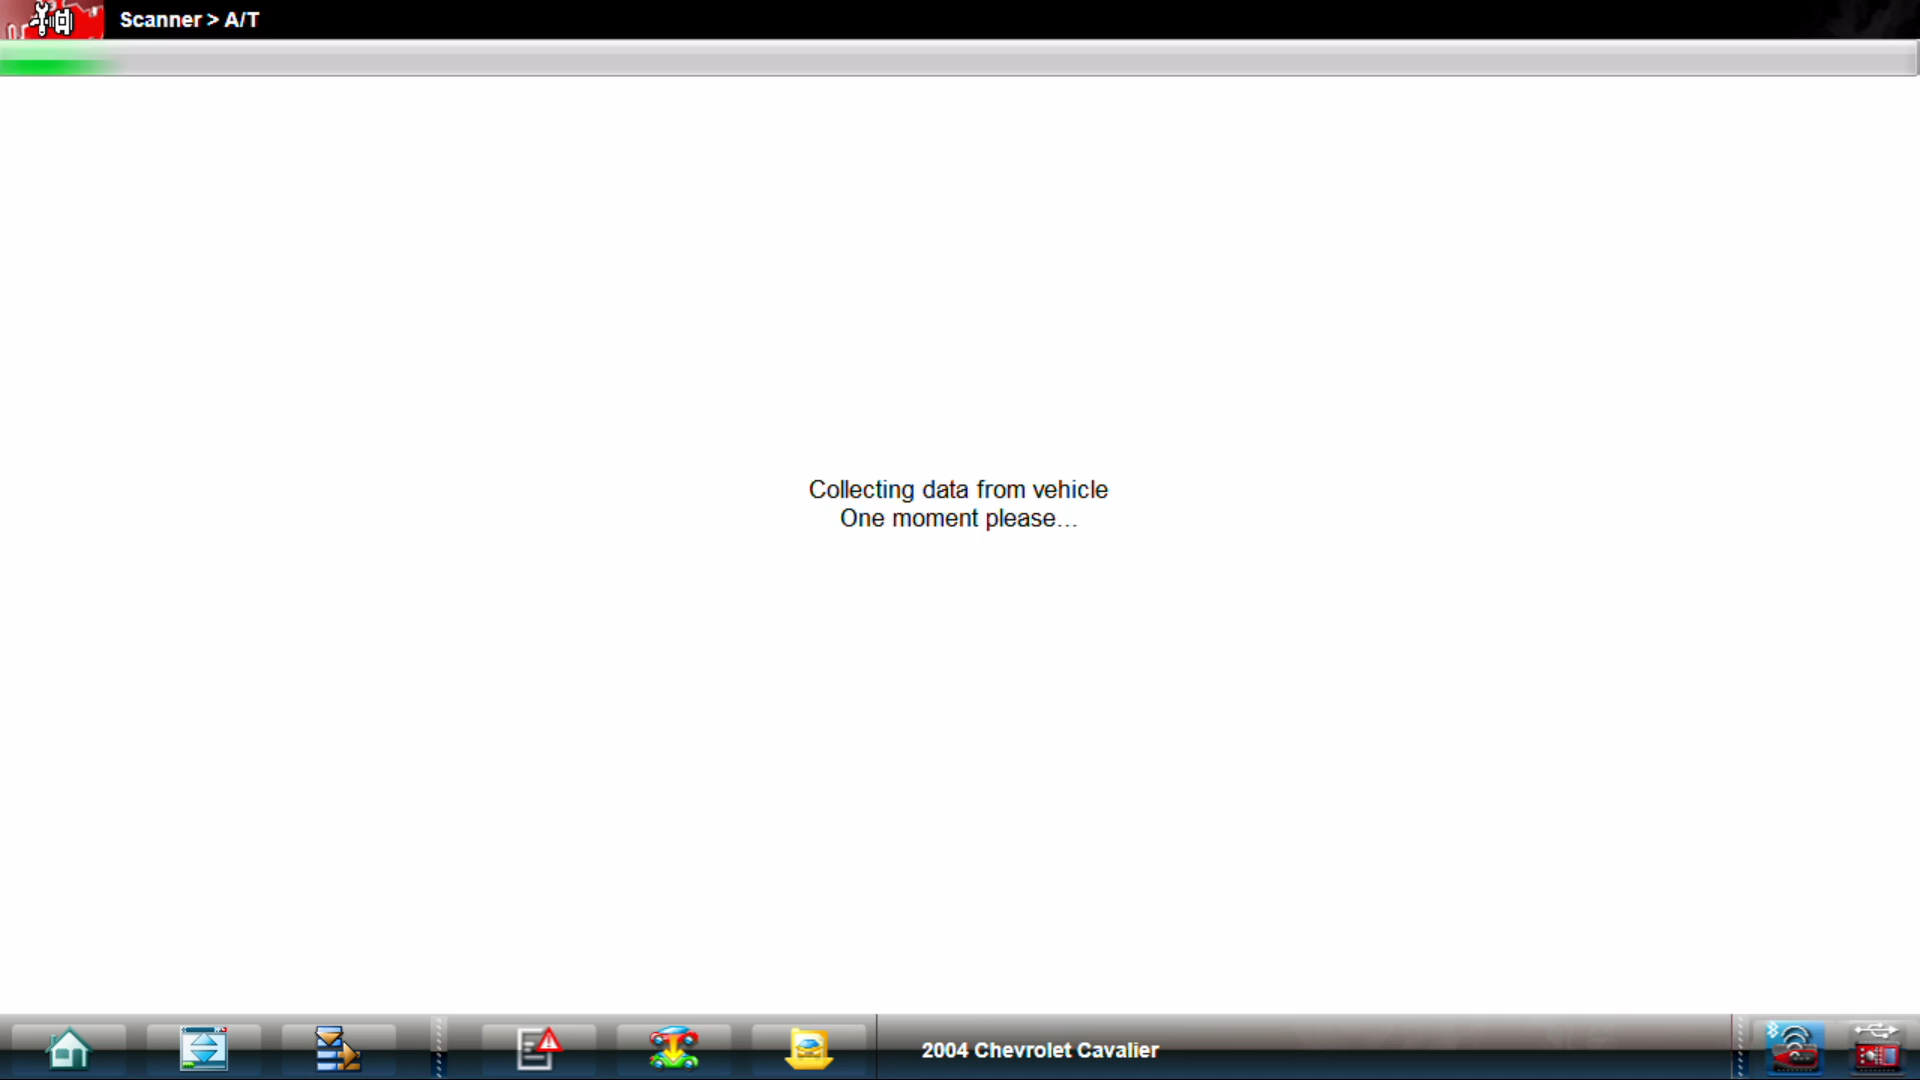 Scanner > A/T
Collecting data from vehicle
One moment please...
2004 Chevrolet Cavalier